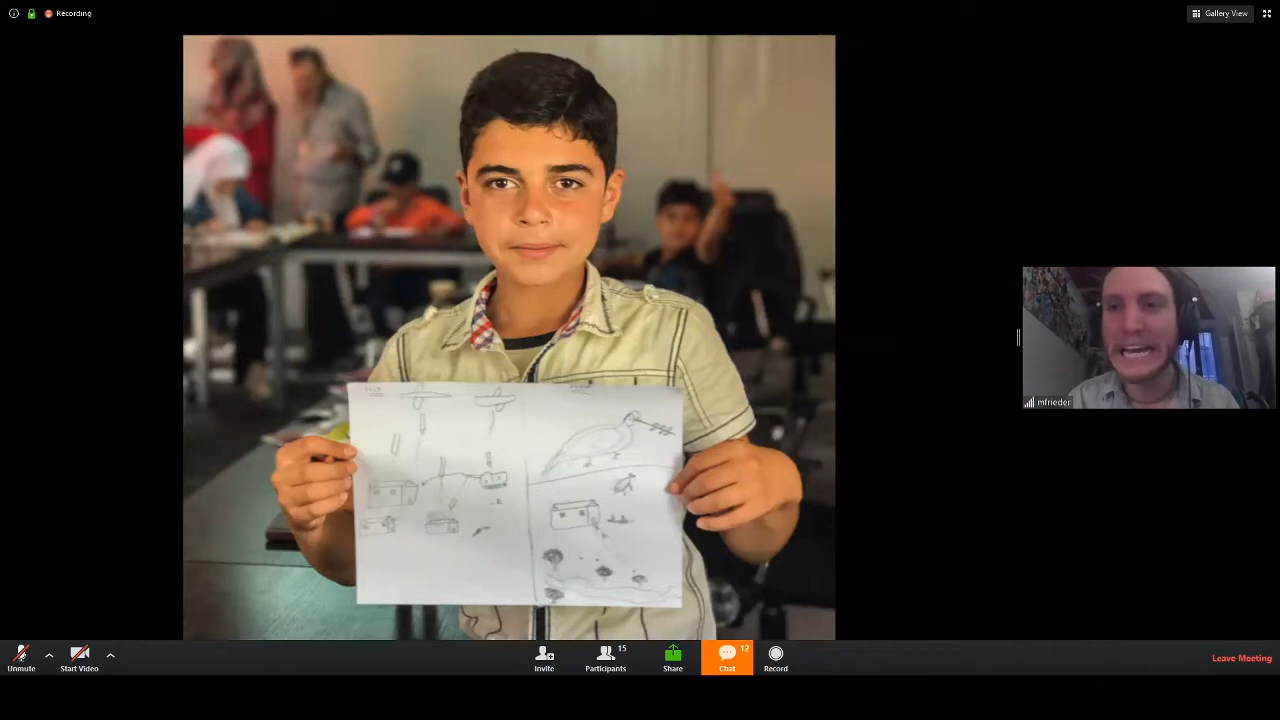 Recording
Gallery View
mfrieder
Unmute
Start Video
Invite
15
Participants
Share
12
Chat
Record
Leave Meeting